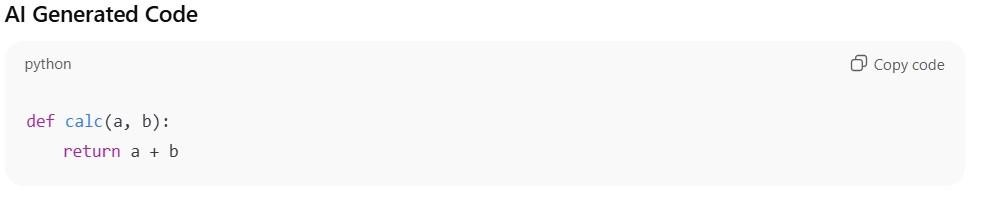 AI Generated Code
python Copy code
def calc(a, b):
    return a + b